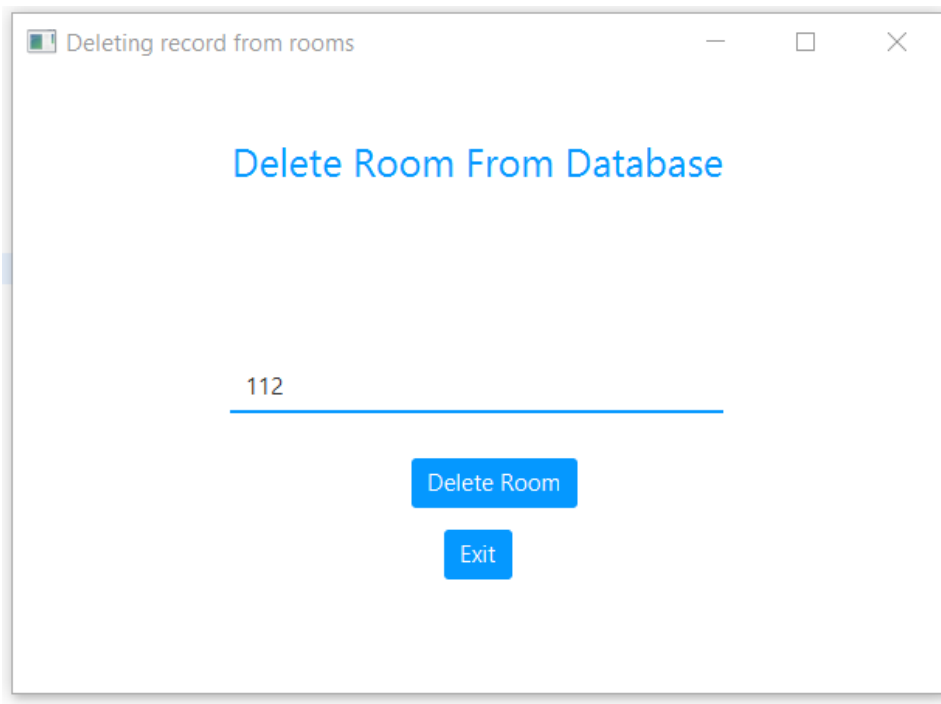 Deleting record from rooms
Delete Room From Database
112
Delete Room
Exit